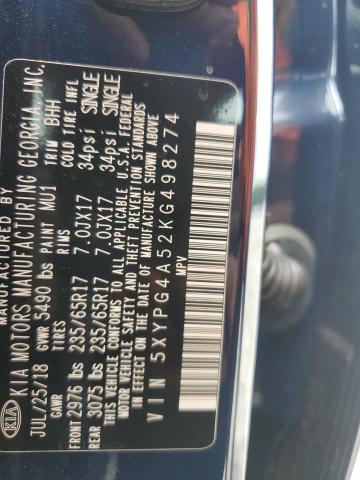 KIA KIA MOTORS MANUFACTURING GEORGIA, INC.
JUL/25/18 GVWR 5490 lbs PAINT MU1 TRIM BHH
GAWR TIRES RIMS COLD TIRE INFL
FRONT 2976 lbs 235/65R17 7.0JX17 34psi SINGLE
REAR 3075 lbs 235/65R17 7.0JX17 34psi SINGLE
THIS VEHICLE CONFORMS TO ALL APPLICABLE U.S.A. FEDERAL
MOTOR VEHICLE SAFETY AND THEFT PREVENTION STANDARDS
IN EFFECT ON THE DATE OF MANUFACTURE SHOWN ABOVE.
VIN 5XYPG4A52KG498274
MPV